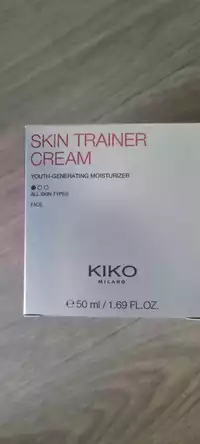 SKIN TRAINER
CREAM
YOUTH-GENERATING MOISTURIZER
ALL SKIN TYPES
FACE
KIKO
MILANO
℮ 50 ml / 1.69 FL.OZ.